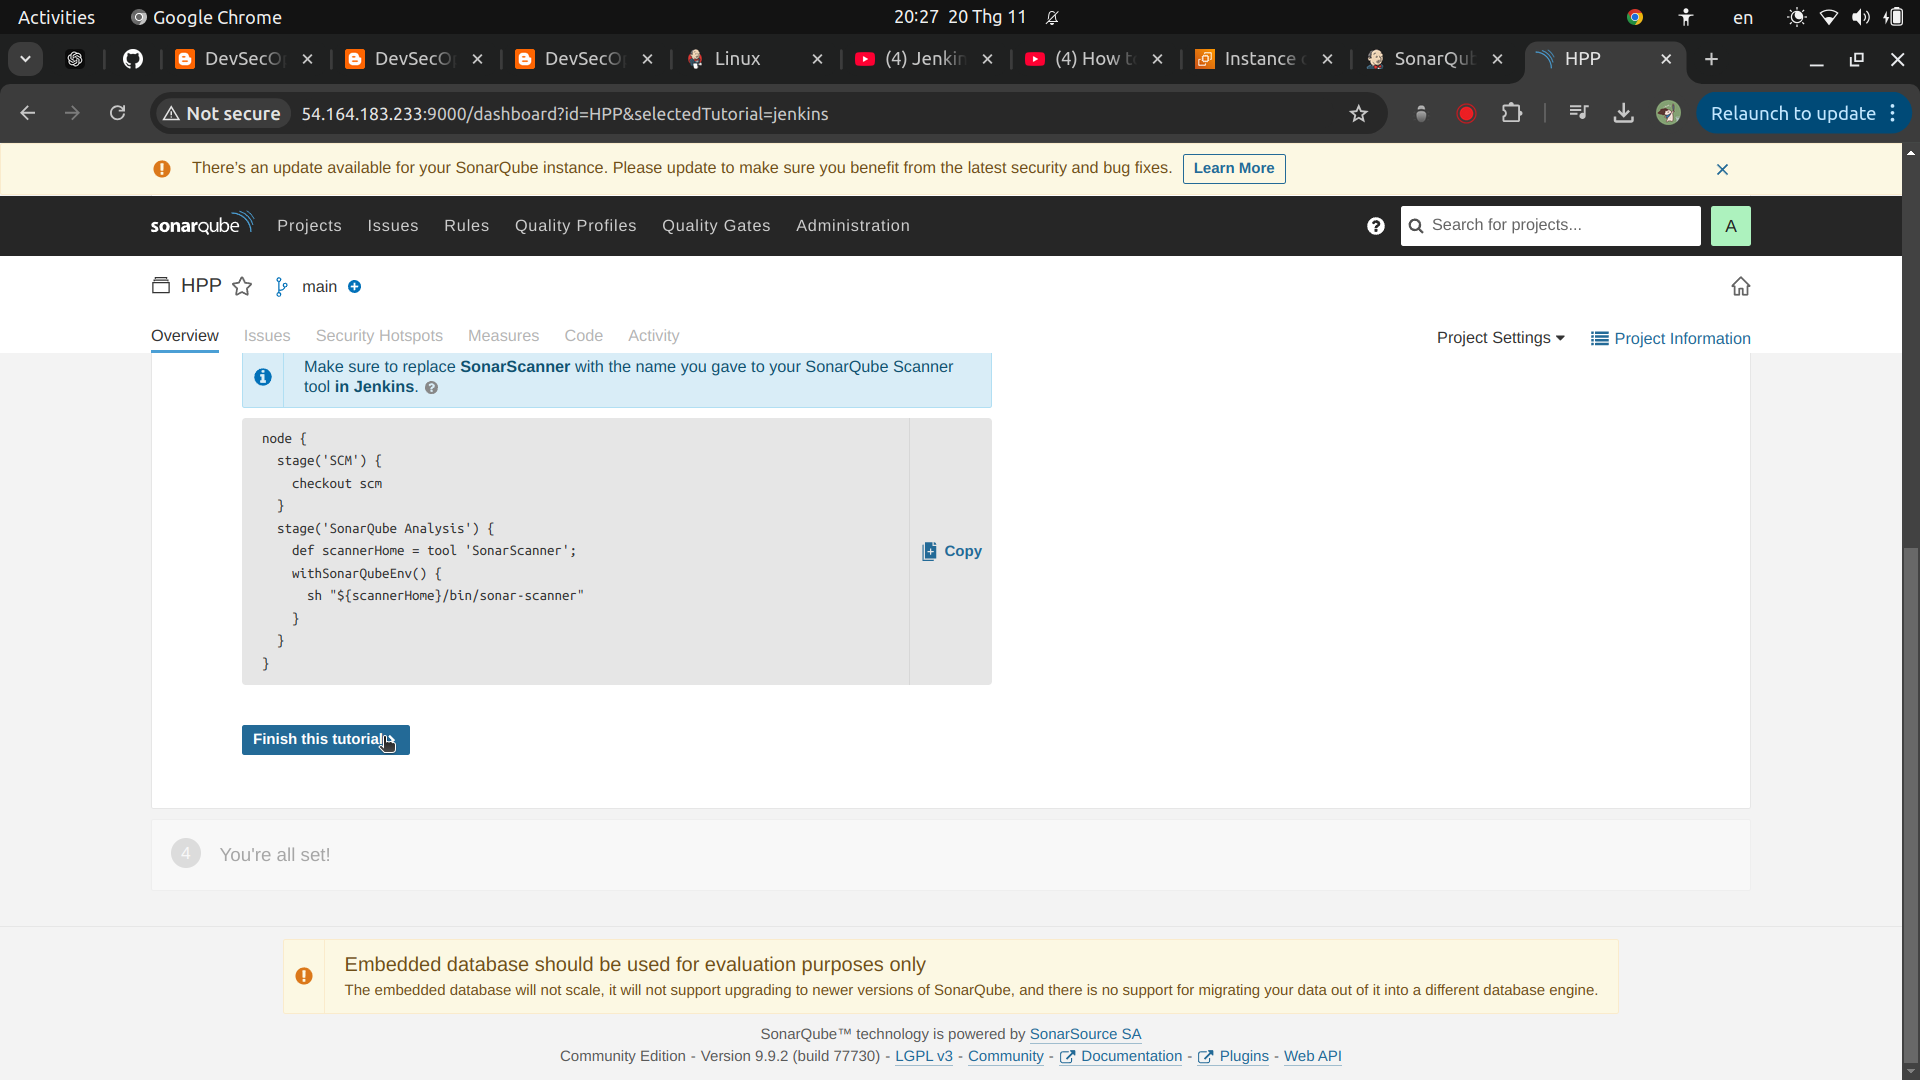 Activities
Google Chrome
20:27 20 Thg 11
en
DevSecO
DevSecO
DevSecO
Linux
(4) Jenkin
(4) How t
Instance
SonarQu
HPP
Not secure
54.164.183.233:9000/dashboard?id=HPP&selectedTutorial=jenkins
Relaunch to update
There's an update available for your SonarQube instance. Please update to make sure you benefit from the latest security and bug fixes.
Learn More
sonarqube
Projects
Issues
Rules
Quality Profiles
Quality Gates
Administration
Search for projects...
A
HPP
main
Overview
Issues
Security Hotspots
Measures
Code
Activity
Project Settings
Project Information
Make sure to replace SonarScanner with the name you gave to your SonarQube Scanner
tool in Jenkins.
node {
stage('SCM') {
checkout scm
}
stage('SonarQube Analysis') {
def scannerHome = tool 'SonarScanner';
withSonarQubeEnv() {
sh "${scannerHome}/bin/sonar-scanner"
}
}
}
Copy
Finish this tutorial
4
You're all set!
Embedded database should be used for evaluation purposes only
The embedded database will not scale, it will not support upgrading to newer versions of SonarQube, and there is no support for migrating your data out of it into a different database engine.
SonarQube™ technology is powered by SonarSource SA
Community Edition - Version 9.9.2 (build 77730) - LGPL v3 - Community - Documentation - Plugins - Web API